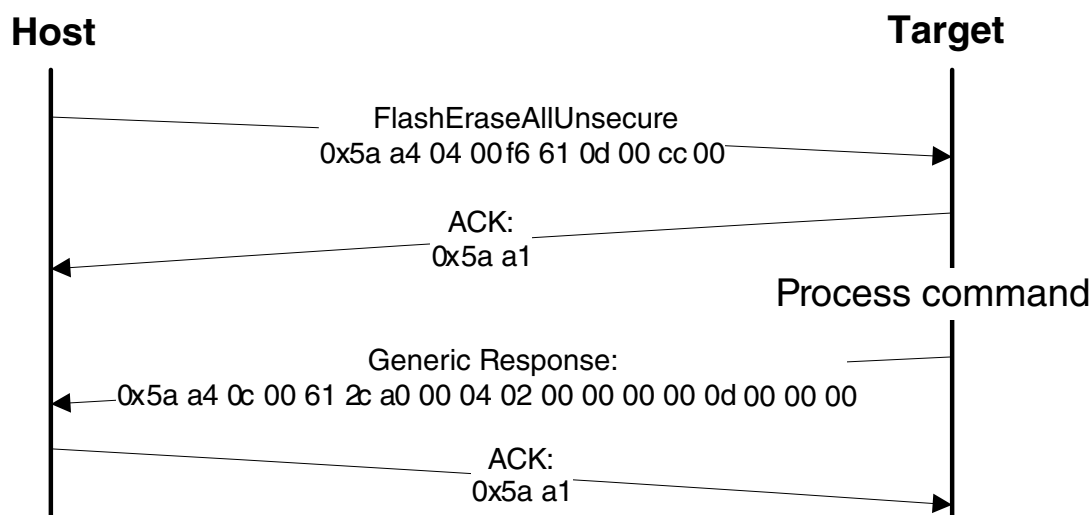 Host
Target
FlashEraseAllUnsecure
0x5a a4 04 00 f6 61 0d 00 cc 00
ACK:
0x5a a1
Process command
Generic Response:
0x5a a4 0c 00 61 2c a0 00 04 02 00 00 00 00 0d 00 00 00
ACK:
0x5a a1